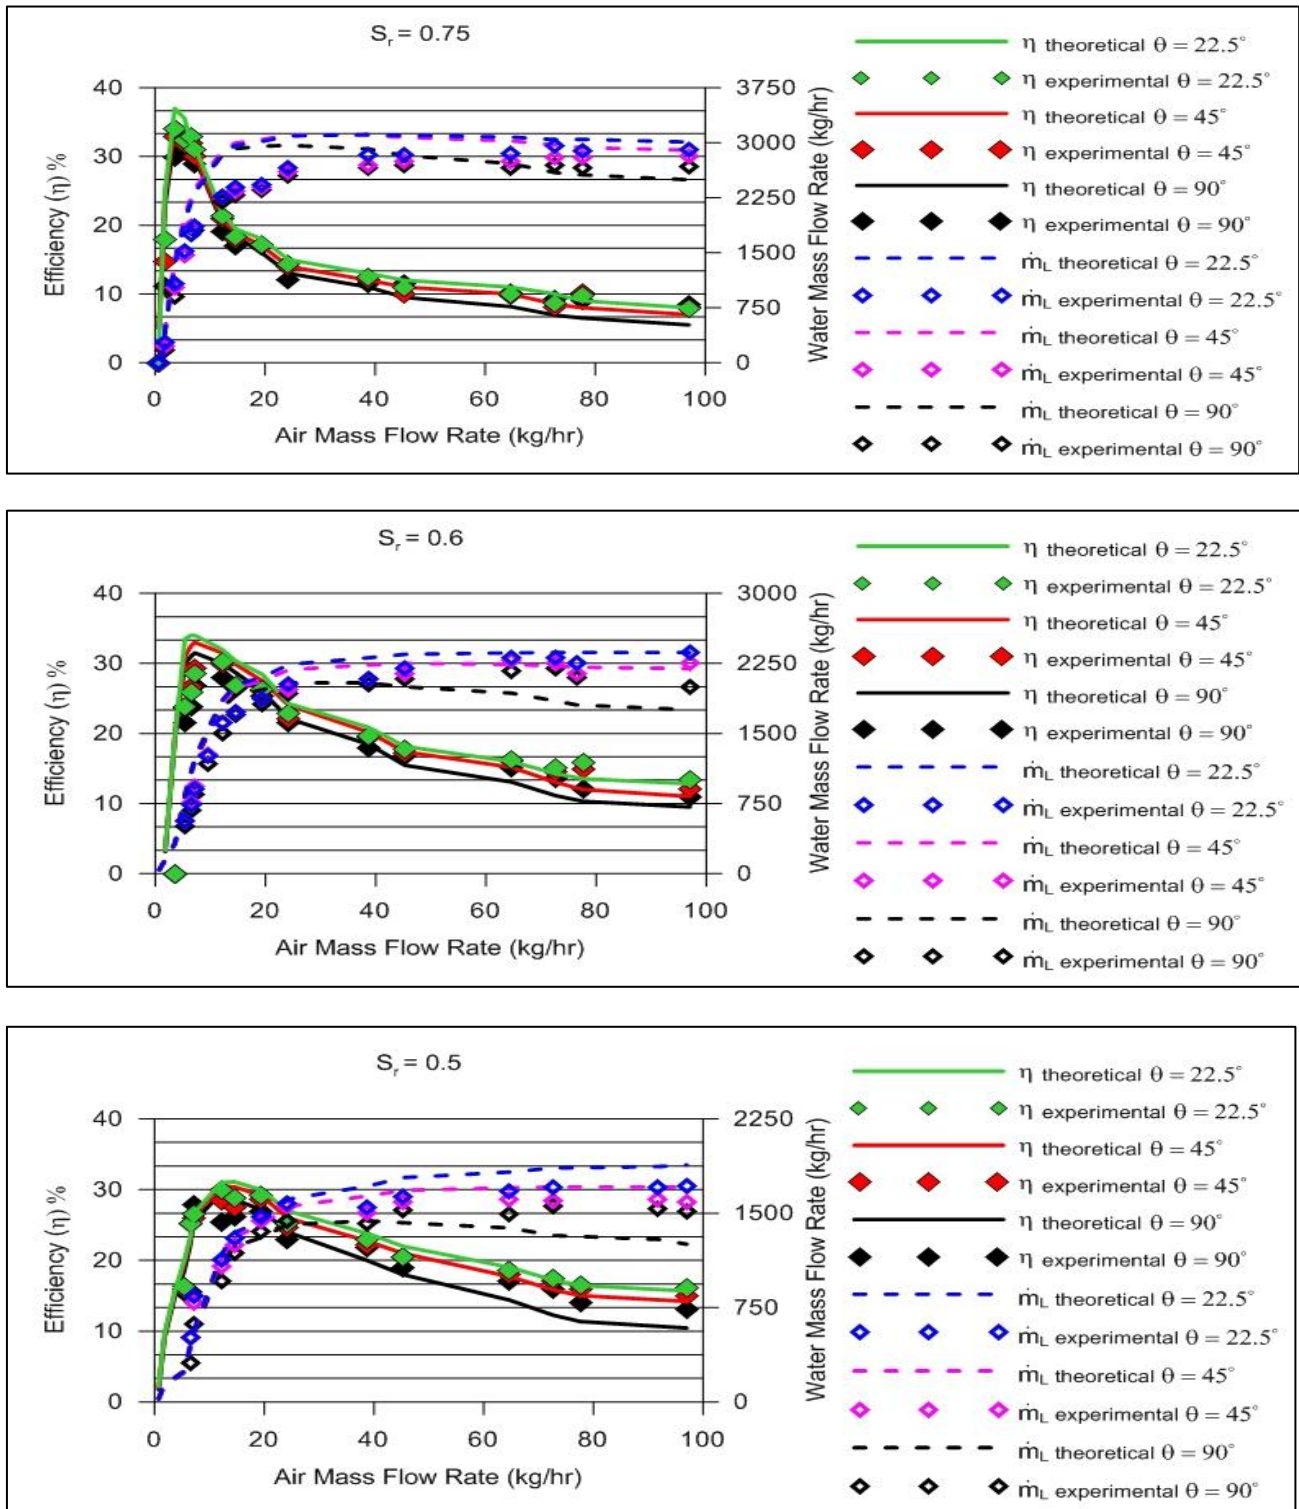 Sᵣ = 0.75
η theoretical θ = 22.5°
η experimental θ = 22.5°
η theoretical θ = 45°
η experimental θ = 45°
η theoretical θ = 90°
η experimental θ = 90°
ṁL theoretical θ = 22.5°
ṁL experimental θ = 22.5°
ṁL theoretical θ = 45°
ṁL experimental θ = 45°
ṁL theoretical θ = 90°
ṁL experimental θ = 90°
Efficiency (η) %
40
30
20
10
0
3750
3000
2250
1500
750
0
Water Mass Flow Rate (kg/hr)
0 20 40 60 80 100
Air Mass Flow Rate (kg/hr)
Sᵣ = 0.6
η theoretical θ = 22.5°
η experimental θ = 22.5°
η theoretical θ = 45°
η experimental θ = 45°
η theoretical θ = 90°
η experimental θ = 90°
ṁL theoretical θ = 22.5°
ṁL experimental θ = 22.5°
ṁL theoretical θ = 45°
ṁL experimental θ = 45°
ṁL theoretical θ = 90°
ṁL experimental θ = 90°
Efficiency (η) %
40
30
20
10
0
3000
2250
1500
750
0
Water Mass Flow Rate (kg/hr)
0 20 40 60 80 100
Air Mass Flow Rate (kg/hr)
Sᵣ = 0.5
η theoretical θ = 22.5°
η experimental θ = 22.5°
η theoretical θ = 45°
η experimental θ = 45°
η theoretical θ = 90°
η experimental θ = 90°
ṁL theoretical θ = 22.5°
ṁL experimental θ = 22.5°
ṁL theoretical θ = 45°
ṁL experimental θ = 45°
ṁL theoretical θ = 90°
ṁL experimental θ = 90°
Efficiency (η) %
40
30
20
10
0
2250
1500
750
0
Water Mass Flow Rate (kg/hr)
0 20 40 60 80 100
Air Mass Flow Rate (kg/hr)